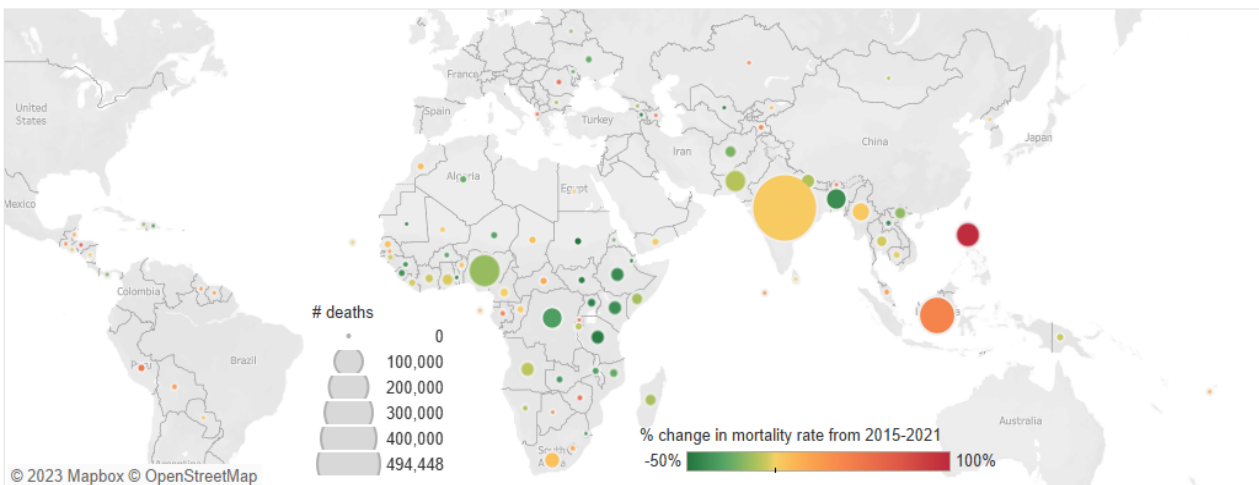 United
States
Mexico
Colombia
Peru
Brazil
Argentina
France
Spain
Turkey
Algeria
Egypt
Iran
China
Japan
South
Australia
# deaths
0
100,000
200,000
300,000
400,000
494,448
% change in mortality rate from 2015-2021
-50%
100%
© 2023 Mapbox © OpenStreetMap